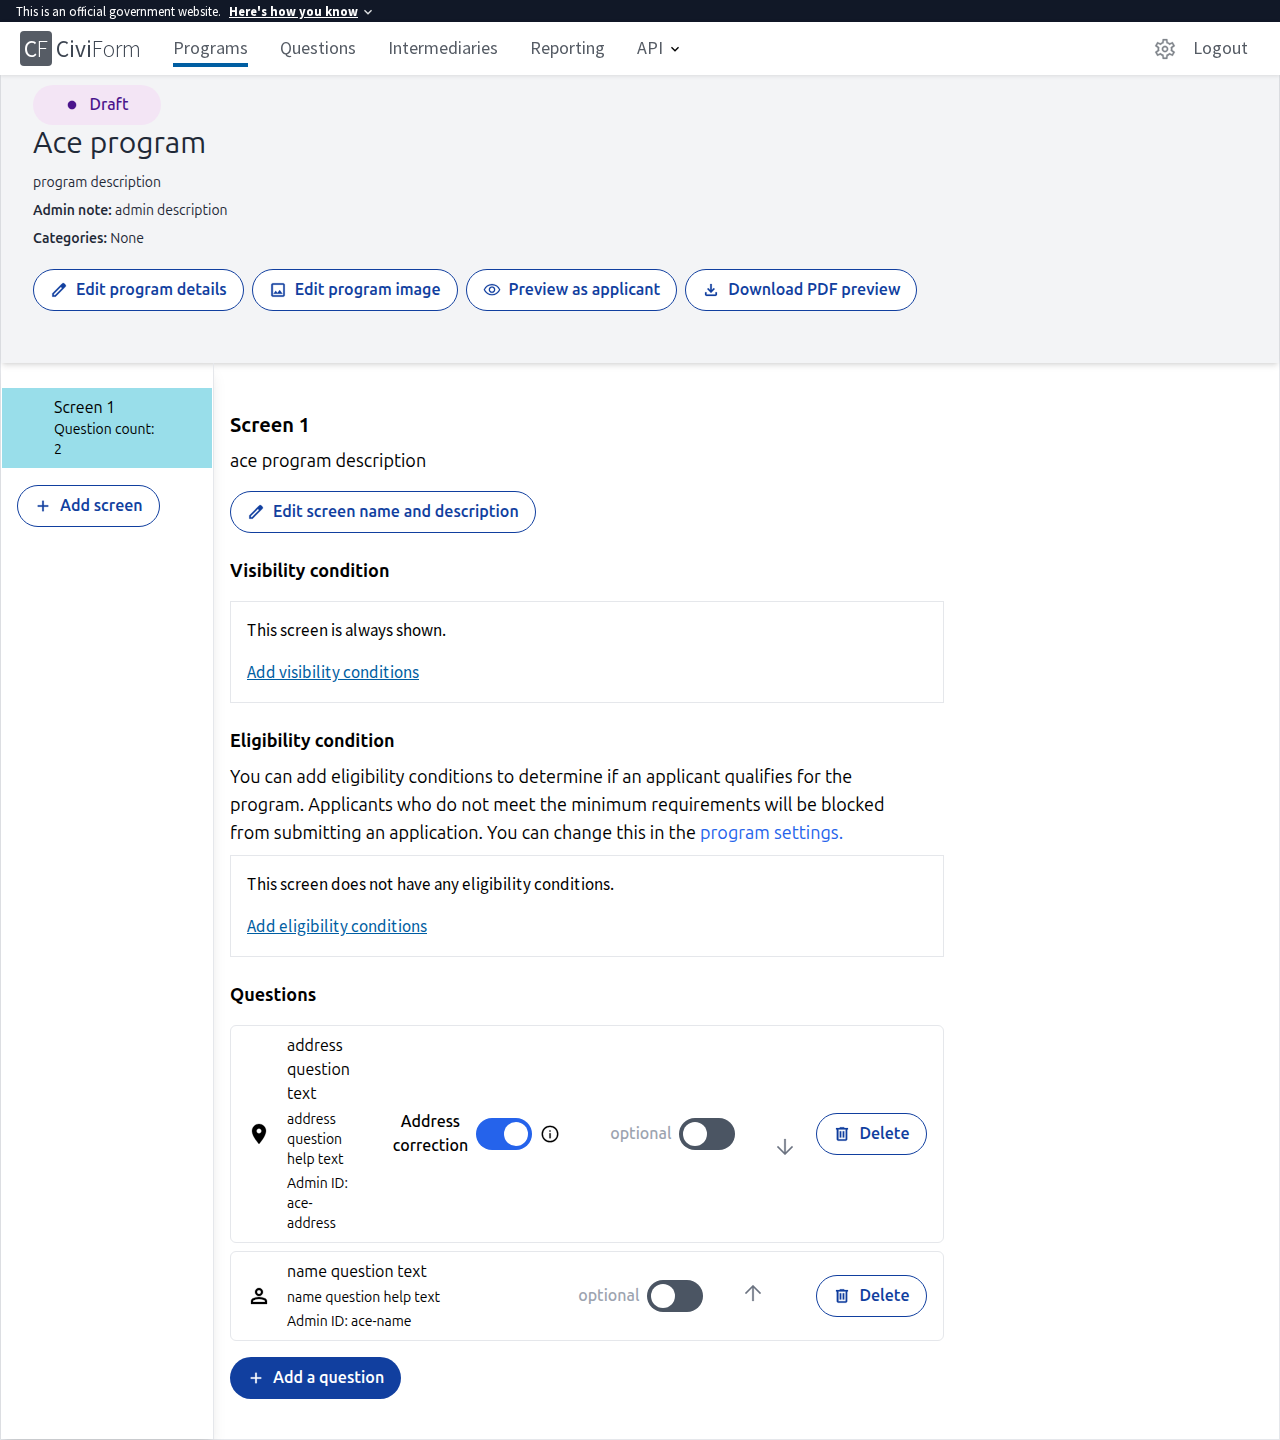 This is an official government website. Here's how you know
CF CiviForm Programs Questions Intermediaries Reporting API Logout
Draft
Ace program
program description
Admin note: admin description
Categories: None
Edit program details Edit program image Preview as applicant Download PDF preview
Screen 1
Question count:
2
Add screen
Screen 1
ace program description
Edit screen name and description
Visibility condition
This screen is always shown.
Add visibility conditions
Eligibility condition
You can add eligibility conditions to determine if an applicant qualifies for the
program. Applicants who do not meet the minimum requirements will be blocked
from submitting an application. You can change this in the program settings.
This screen does not have any eligibility conditions.
Add eligibility conditions
Questions
address
question
text
address
question
help text
Admin ID:
ace-
address
Address
correction
optional
Delete
name question text
name question help text
Admin ID: ace-name
optional
Delete
Add a question